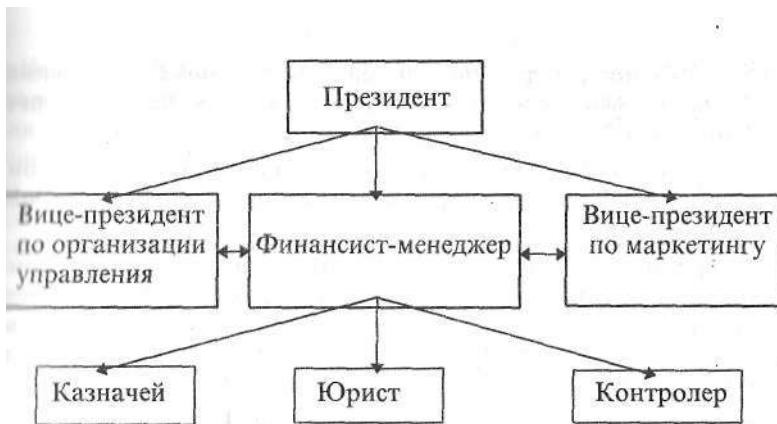 Президент
Вице-президент
по организации
управления
Финансист-менеджер
Вице-президент
по маркетингу
Казначей
Юрист
Контролер